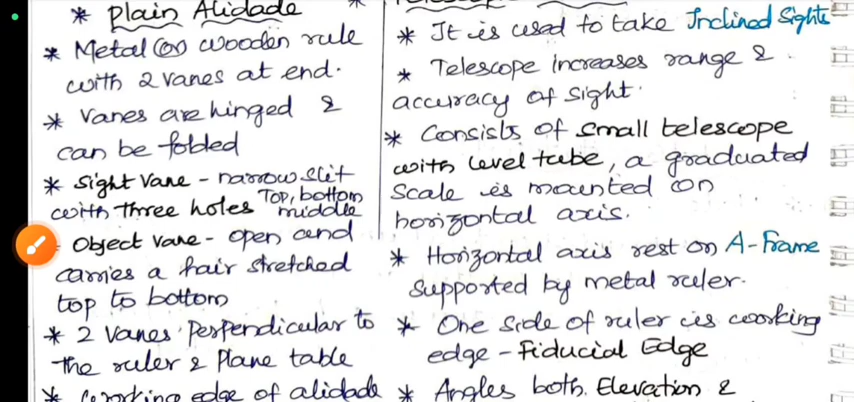 * Plain Alidade
* Metal (or) wooden rule
with 2 vanes at end.
* Vanes are hinged &
can be folded
* Sight Vane - narrow slit
with three holes Top, bottom
middle
- Object vane - open and
carries a hair stretched
top to bottom
* 2 Vanes perpendicular to
the ruler & Plane table
* Working edge of alidade
* It is used to take Inclined Sights
* Telescope increases range &
accuracy of sight.
* Consists of small telescope
with level tube, a graduated
scale is mounted on
horizontal axis.
* Horizontal axis rest on A-Frame
supported by metal ruler.
* One side of ruler is working
edge - Fiducial Edge
* Angles both Elevation &